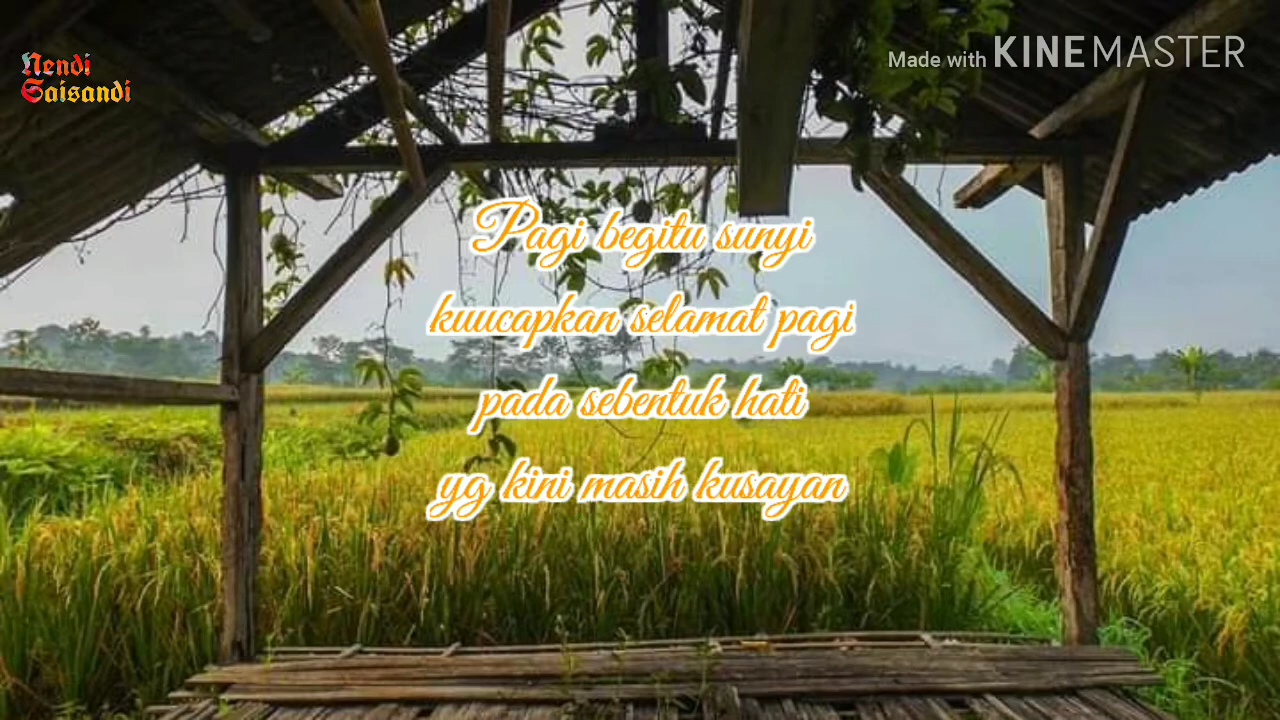 Nendi
Saisandi
Made with KINEMASTER
Pagi begitu sunyi
kuucapkan selamat pagi
pada sebentuk hati
yg kini masih kusayan